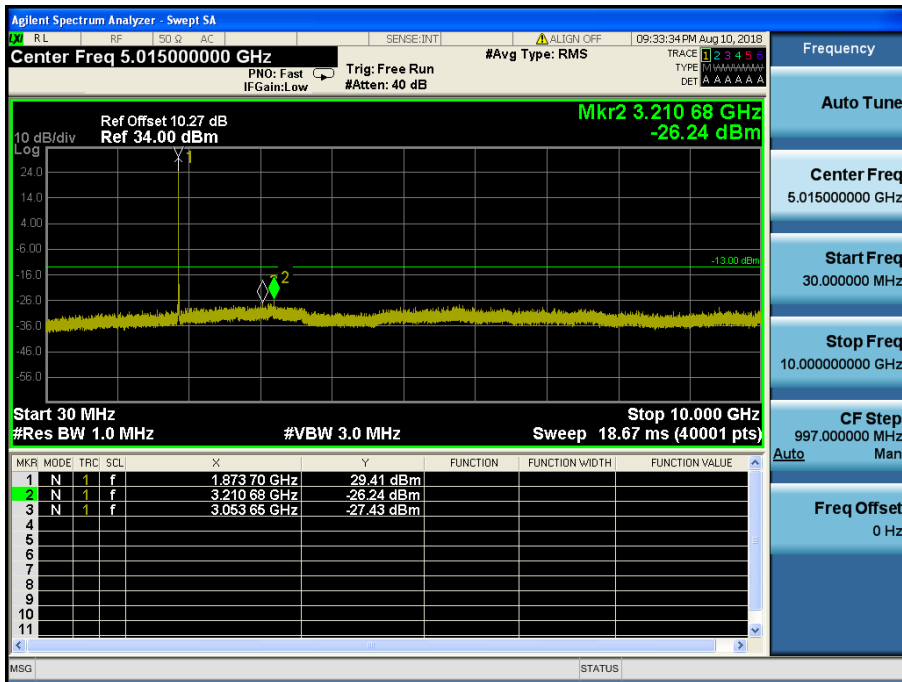 Agilent Spectrum Analyzer - Swept SA
LXI RL RF 50 Ω AC SENSE:INT ALIGN OFF 09:33:34 PM Aug 10, 2018
Center Freq 5.015000000 GHz
PNO: Fast
IFGain:Low
Trig: Free Run
#Atten: 40 dB
#Avg Type: RMS
TRACE 1 2 3 4 5 6
TYPE M WWWWW
DET A A A A A A
Mkr2 3.210 68 GHz
-26.24 dBm
Ref Offset 10.27 dB
10 dB/div Ref 34.00 dBm
Log
1
24.0
14.0
4.00
-6.00
-13.00 dBm
-16.0
2
-26.0
-36.0
-46.0
-56.0
Start 30 MHz Stop 10.000 GHz
#Res BW 1.0 MHz #VBW 3.0 MHz Sweep 18.67 ms (40001 pts)
MKR MODE TRC SCL X Y FUNCTION FUNCTION WIDTH FUNCTION VALUE
1 N 1 f 1.873 70 GHz 29.41 dBm
2 N 1 f 3.210 68 GHz -26.24 dBm
3 N 1 f 3.053 65 GHz -27.43 dBm
4
5
6
7
8
9
10
11
MSG STATUS
Frequency
Auto Tune
Center Freq
5.015000000 GHz
Start Freq
30.000000 MHz
Stop Freq
10.000000000 GHz
CF Step
997.000000 MHz
Auto Man
Freq Offset
0 Hz